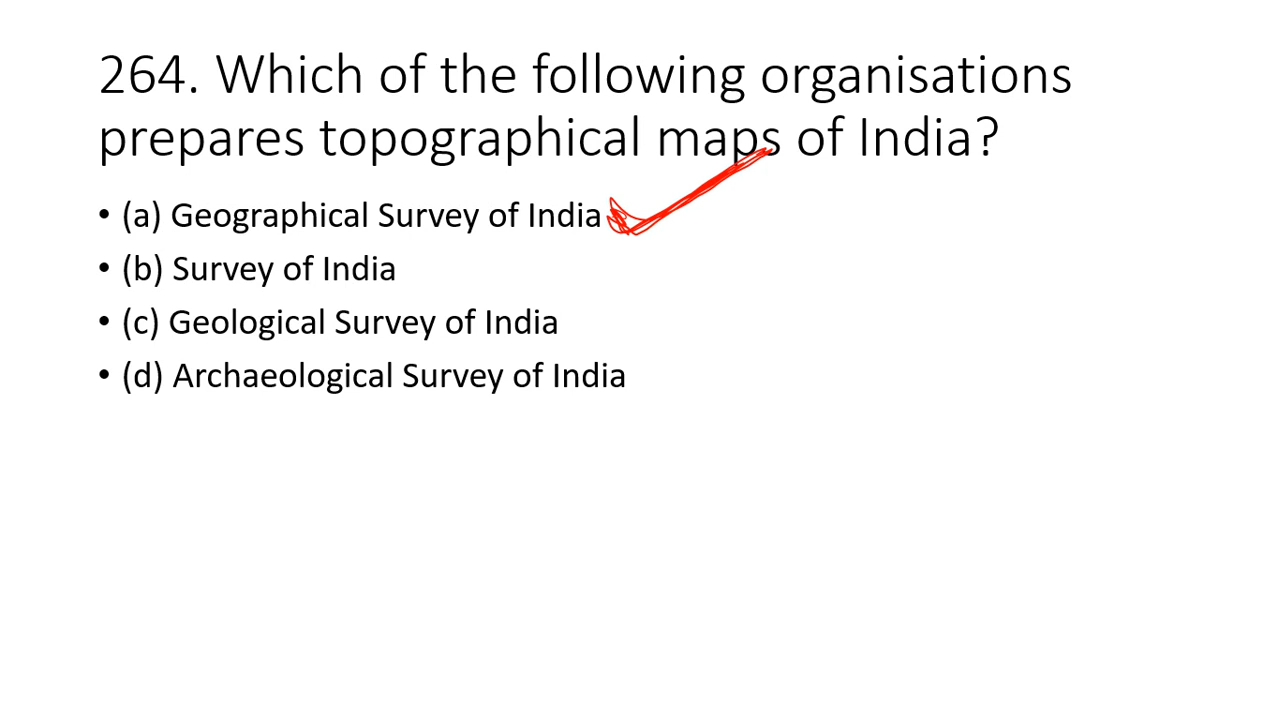 264. Which of the following organisations
prepares topographical maps of India?
• (a) Geographical Survey of India
• (b) Survey of India
• (c) Geological Survey of India
• (d) Archaeological Survey of India